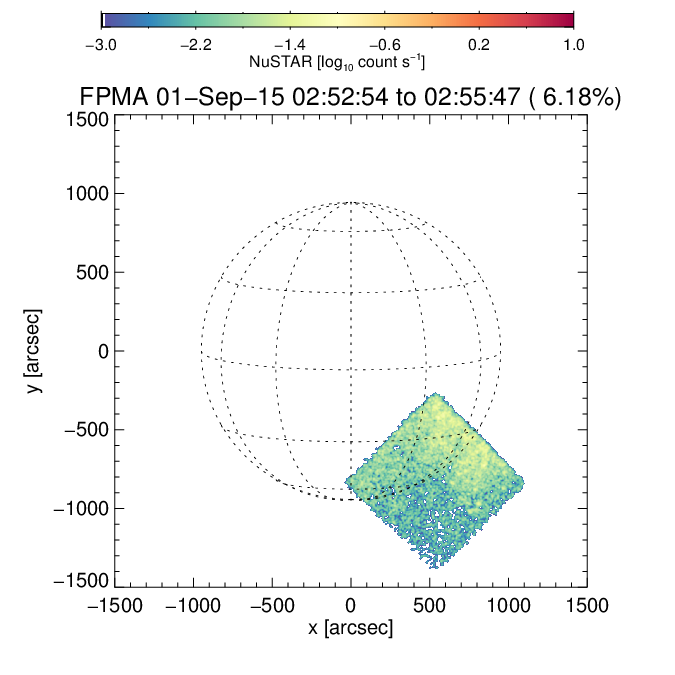 −3.0 −2.2 −1.4 −0.6 0.2 1.0
NuSTAR [log₁₀ count s⁻¹]
FPMA 01−Sep−15 02:52:54 to 02:55:47 ( 6.18%)
1500
1000
500
0
−500
−1000
−1500
y [arcsec]
−1500 −1000 −500 0 500 1000 1500
x [arcsec]